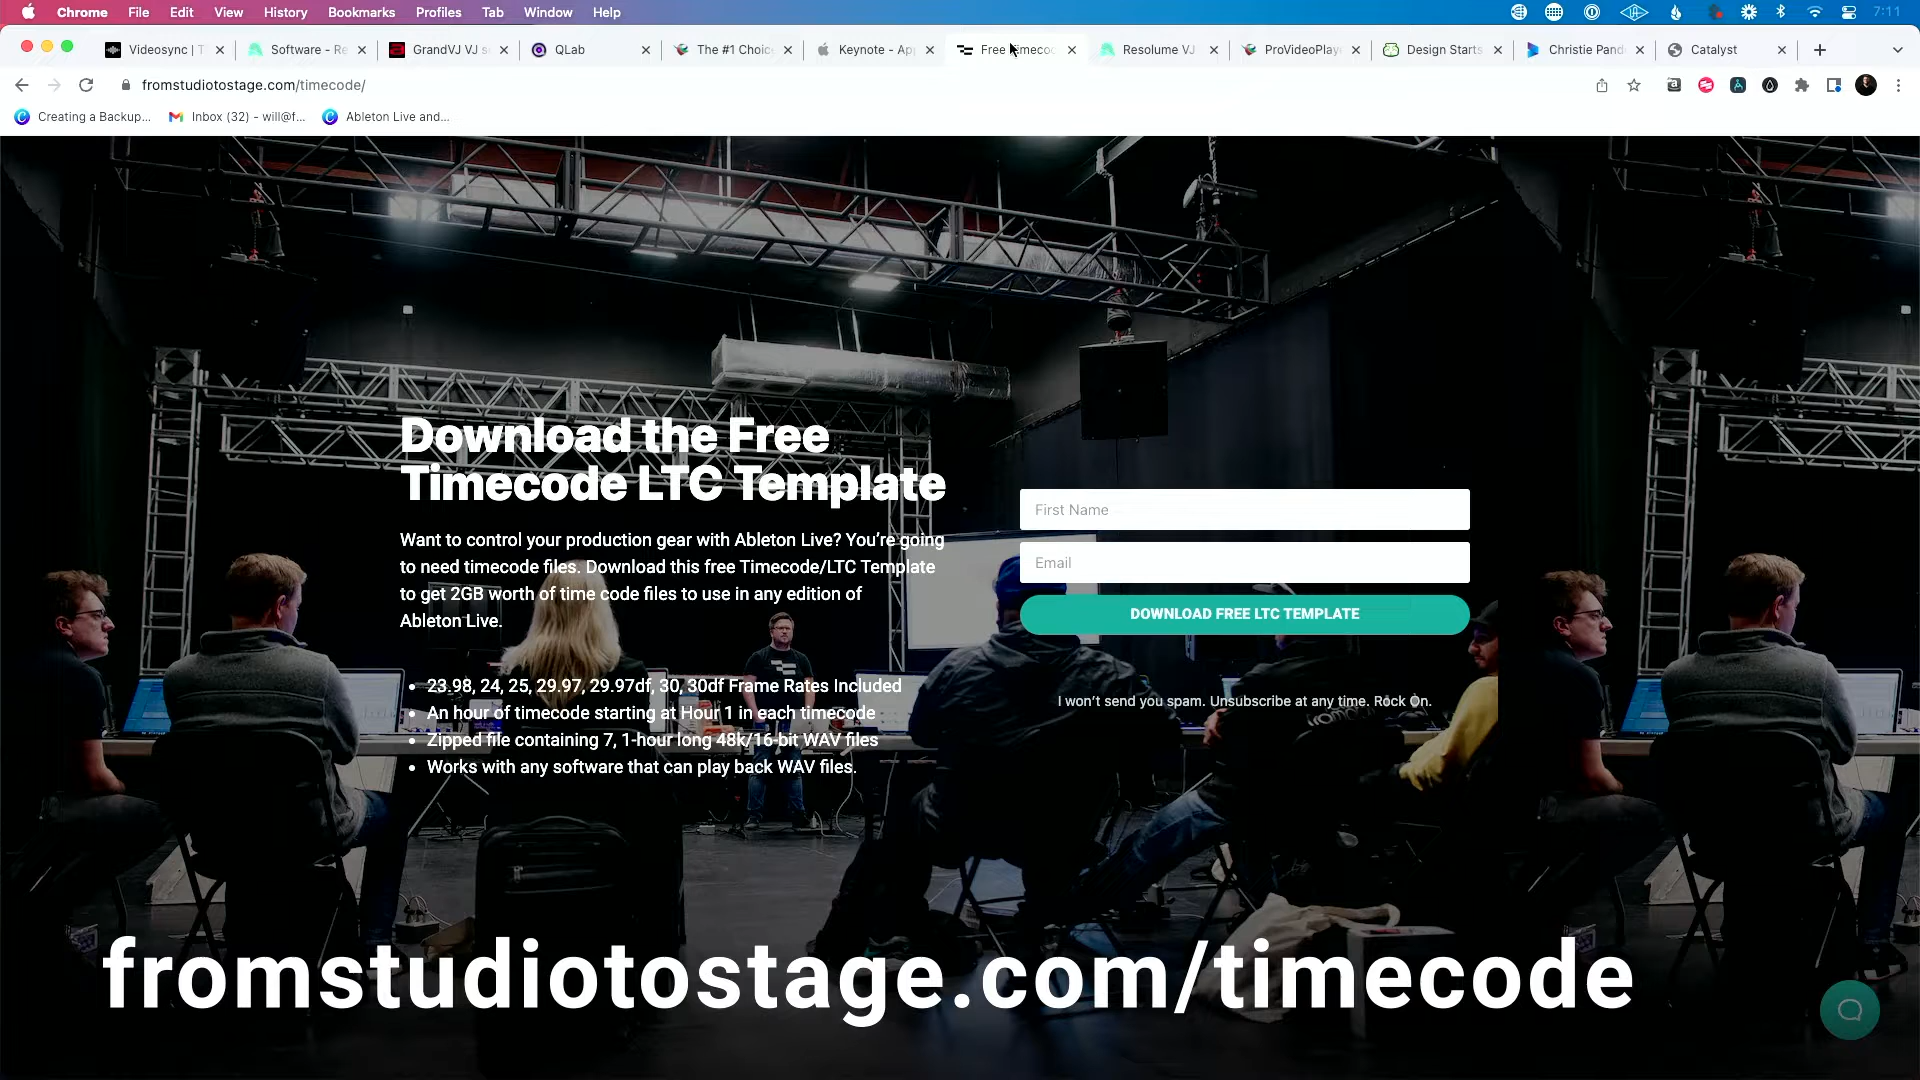 Chrome File Edit View History Bookmarks Profiles Tab Window Help 7:11
Videosync | T Software - Re GrandVJ VJ s QLab The #1 Choic Keynote - App Free Timecod Resolume VJ ProVideoPlay Design Starts Christie Pand Catalyst
fromstudiotostage.com/timecode/
Creating a Backup... Inbox (32) - will@f... Ableton Live and...
Download the Free
Timecode LTC Template
Want to control your production gear with Ableton Live? You're going
to need timecode files. Download this free Timecode/LTC Template
to get 2GB worth of time code files to use in any edition of
Ableton Live.
• 23.98, 24, 25, 29.97, 29.97df, 30, 30df Frame Rates Included
• An hour of timecode starting at Hour 1 in each timecode
• Zipped file containing 7, 1-hour long 48k/16-bit WAV files
• Works with any software that can play back WAV files.
First Name
Email
DOWNLOAD FREE LTC TEMPLATE
I won't send you spam. Unsubscribe at any time. Rock On.
fromstudiotostage.com/timecode